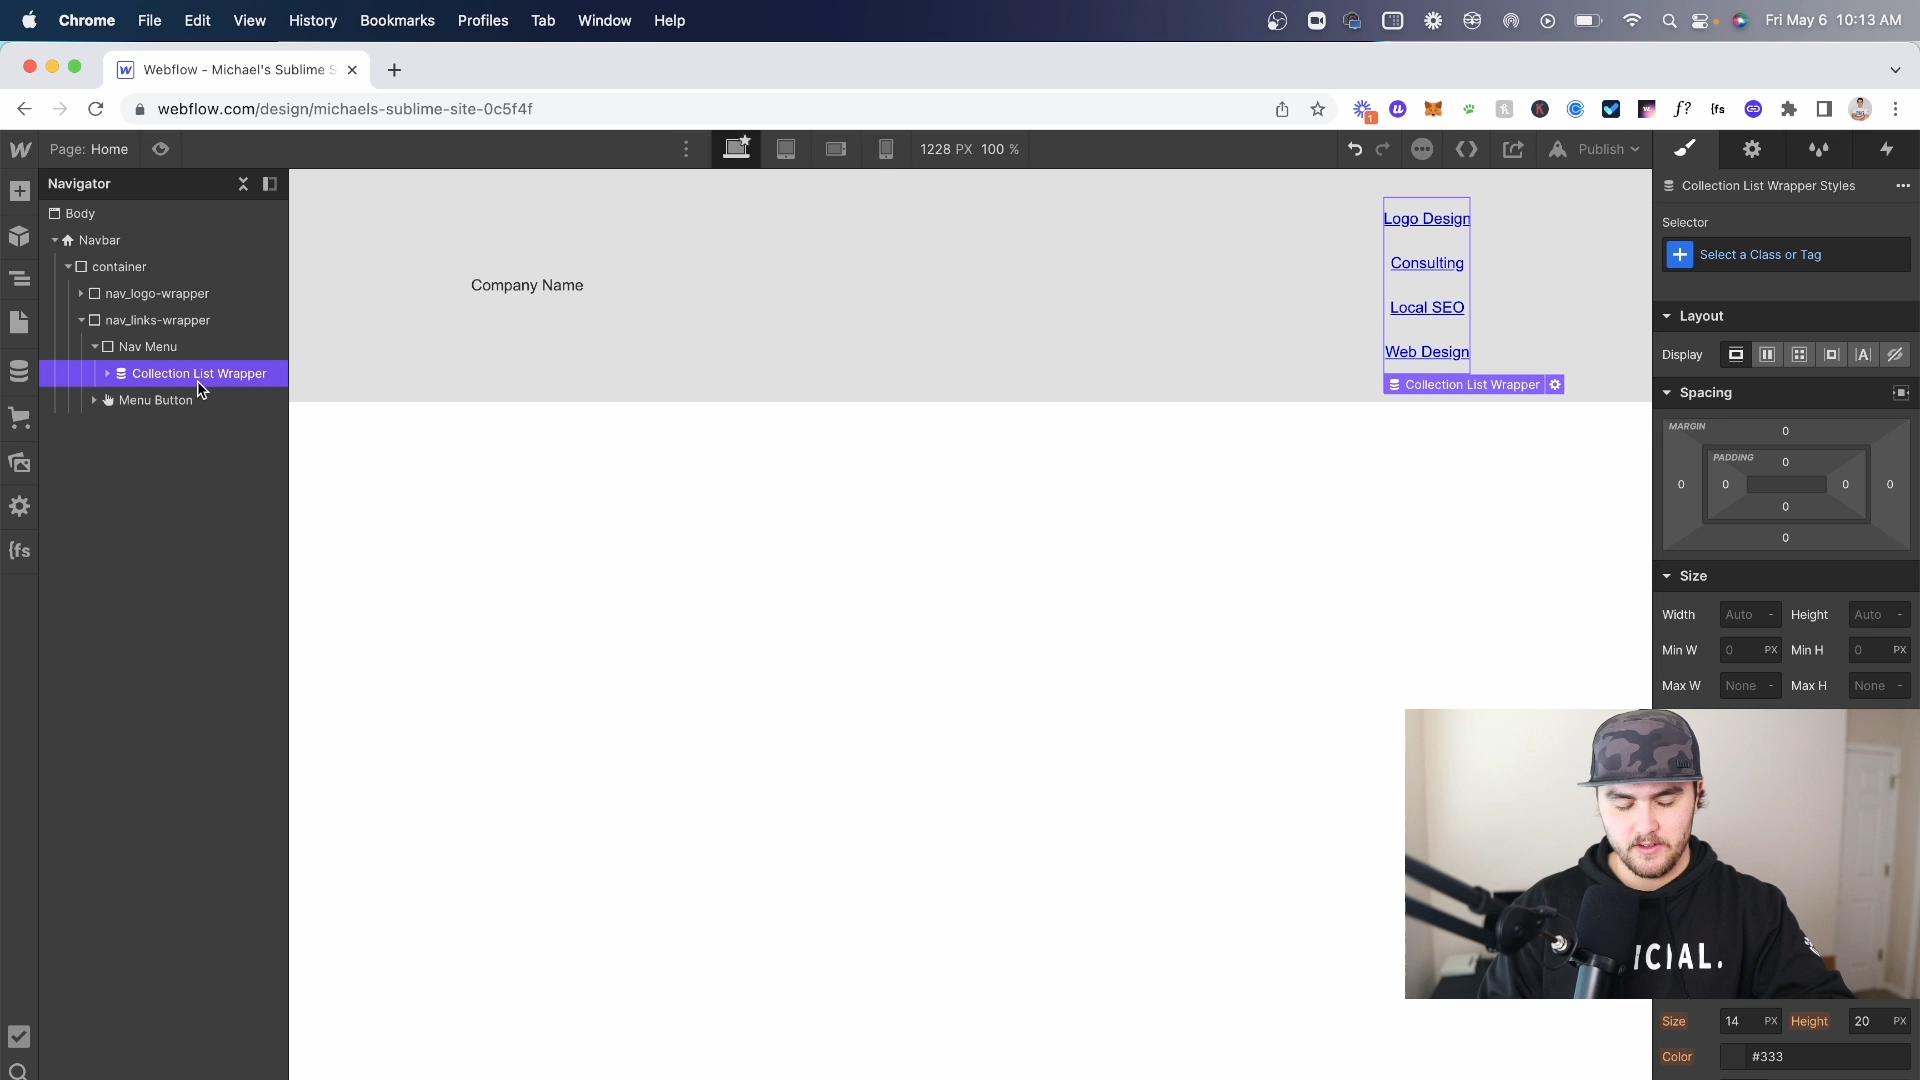 Chrome File Edit View History Bookmarks Profiles Tab Window Help Fri May 6 10:13 AM
Webflow - Michael's Sublime S
webflow.com/design/michaels-sublime-site-0c5f4f
1
Page: Home 1228 PX 100 % Publish
Navigator
Body
Navbar
container
nav_logo-wrapper
nav_links-wrapper
Nav Menu
Collection List Wrapper
Menu Button
{fs
Company Name
Logo Design
Consulting
Local SEO
Web Design
Collection List Wrapper
Collection List Wrapper Styles
Selector
Select a Class or Tag
Layout
Display
Spacing
MARGIN
0
PADDING
0
0 0 0 0
0
0
Size
Width Auto - Height Auto -
Min W 0 PX Min H 0 PX
Max W None - Max H None -
ICIAL.
Size 14 PX Height 20 PX
Color #333